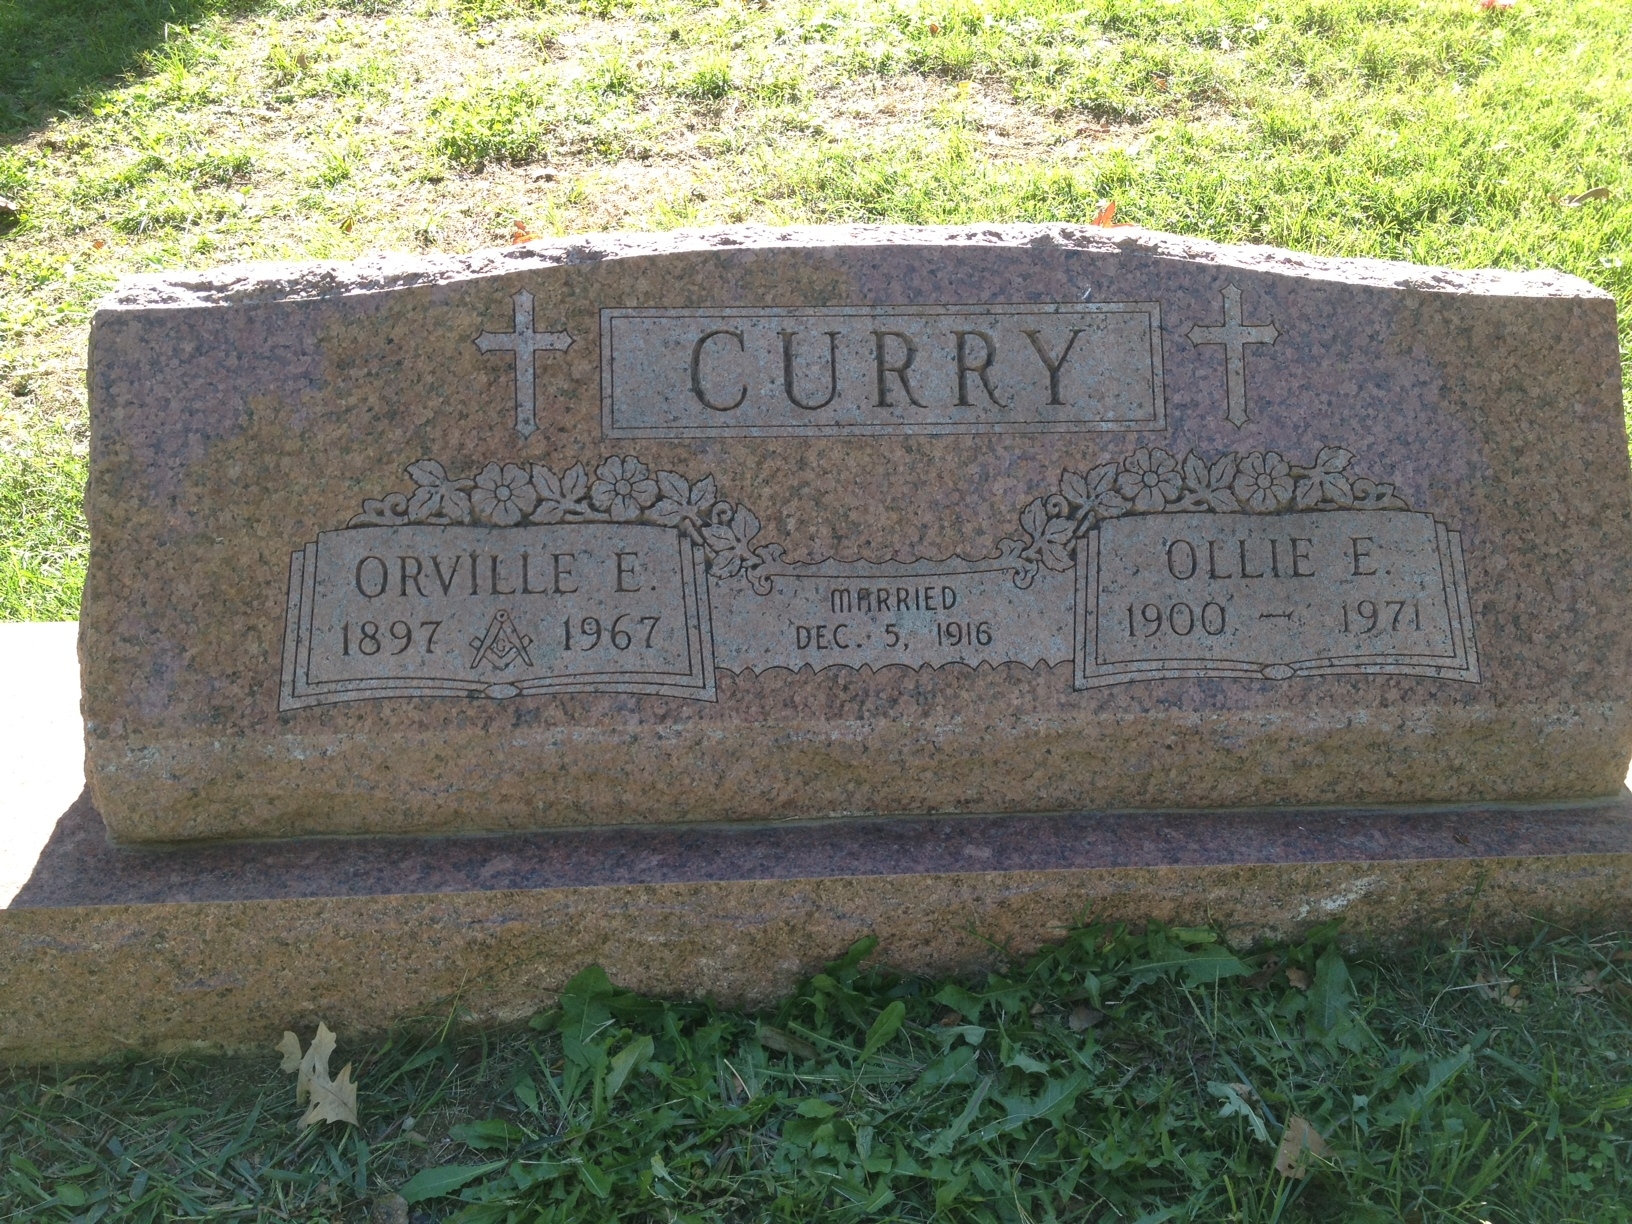 CURRY
ORVILLE E.
1897 G 1967
MARRIED
DEC. 5, 1916
OLLIE E.
1900 — 1971